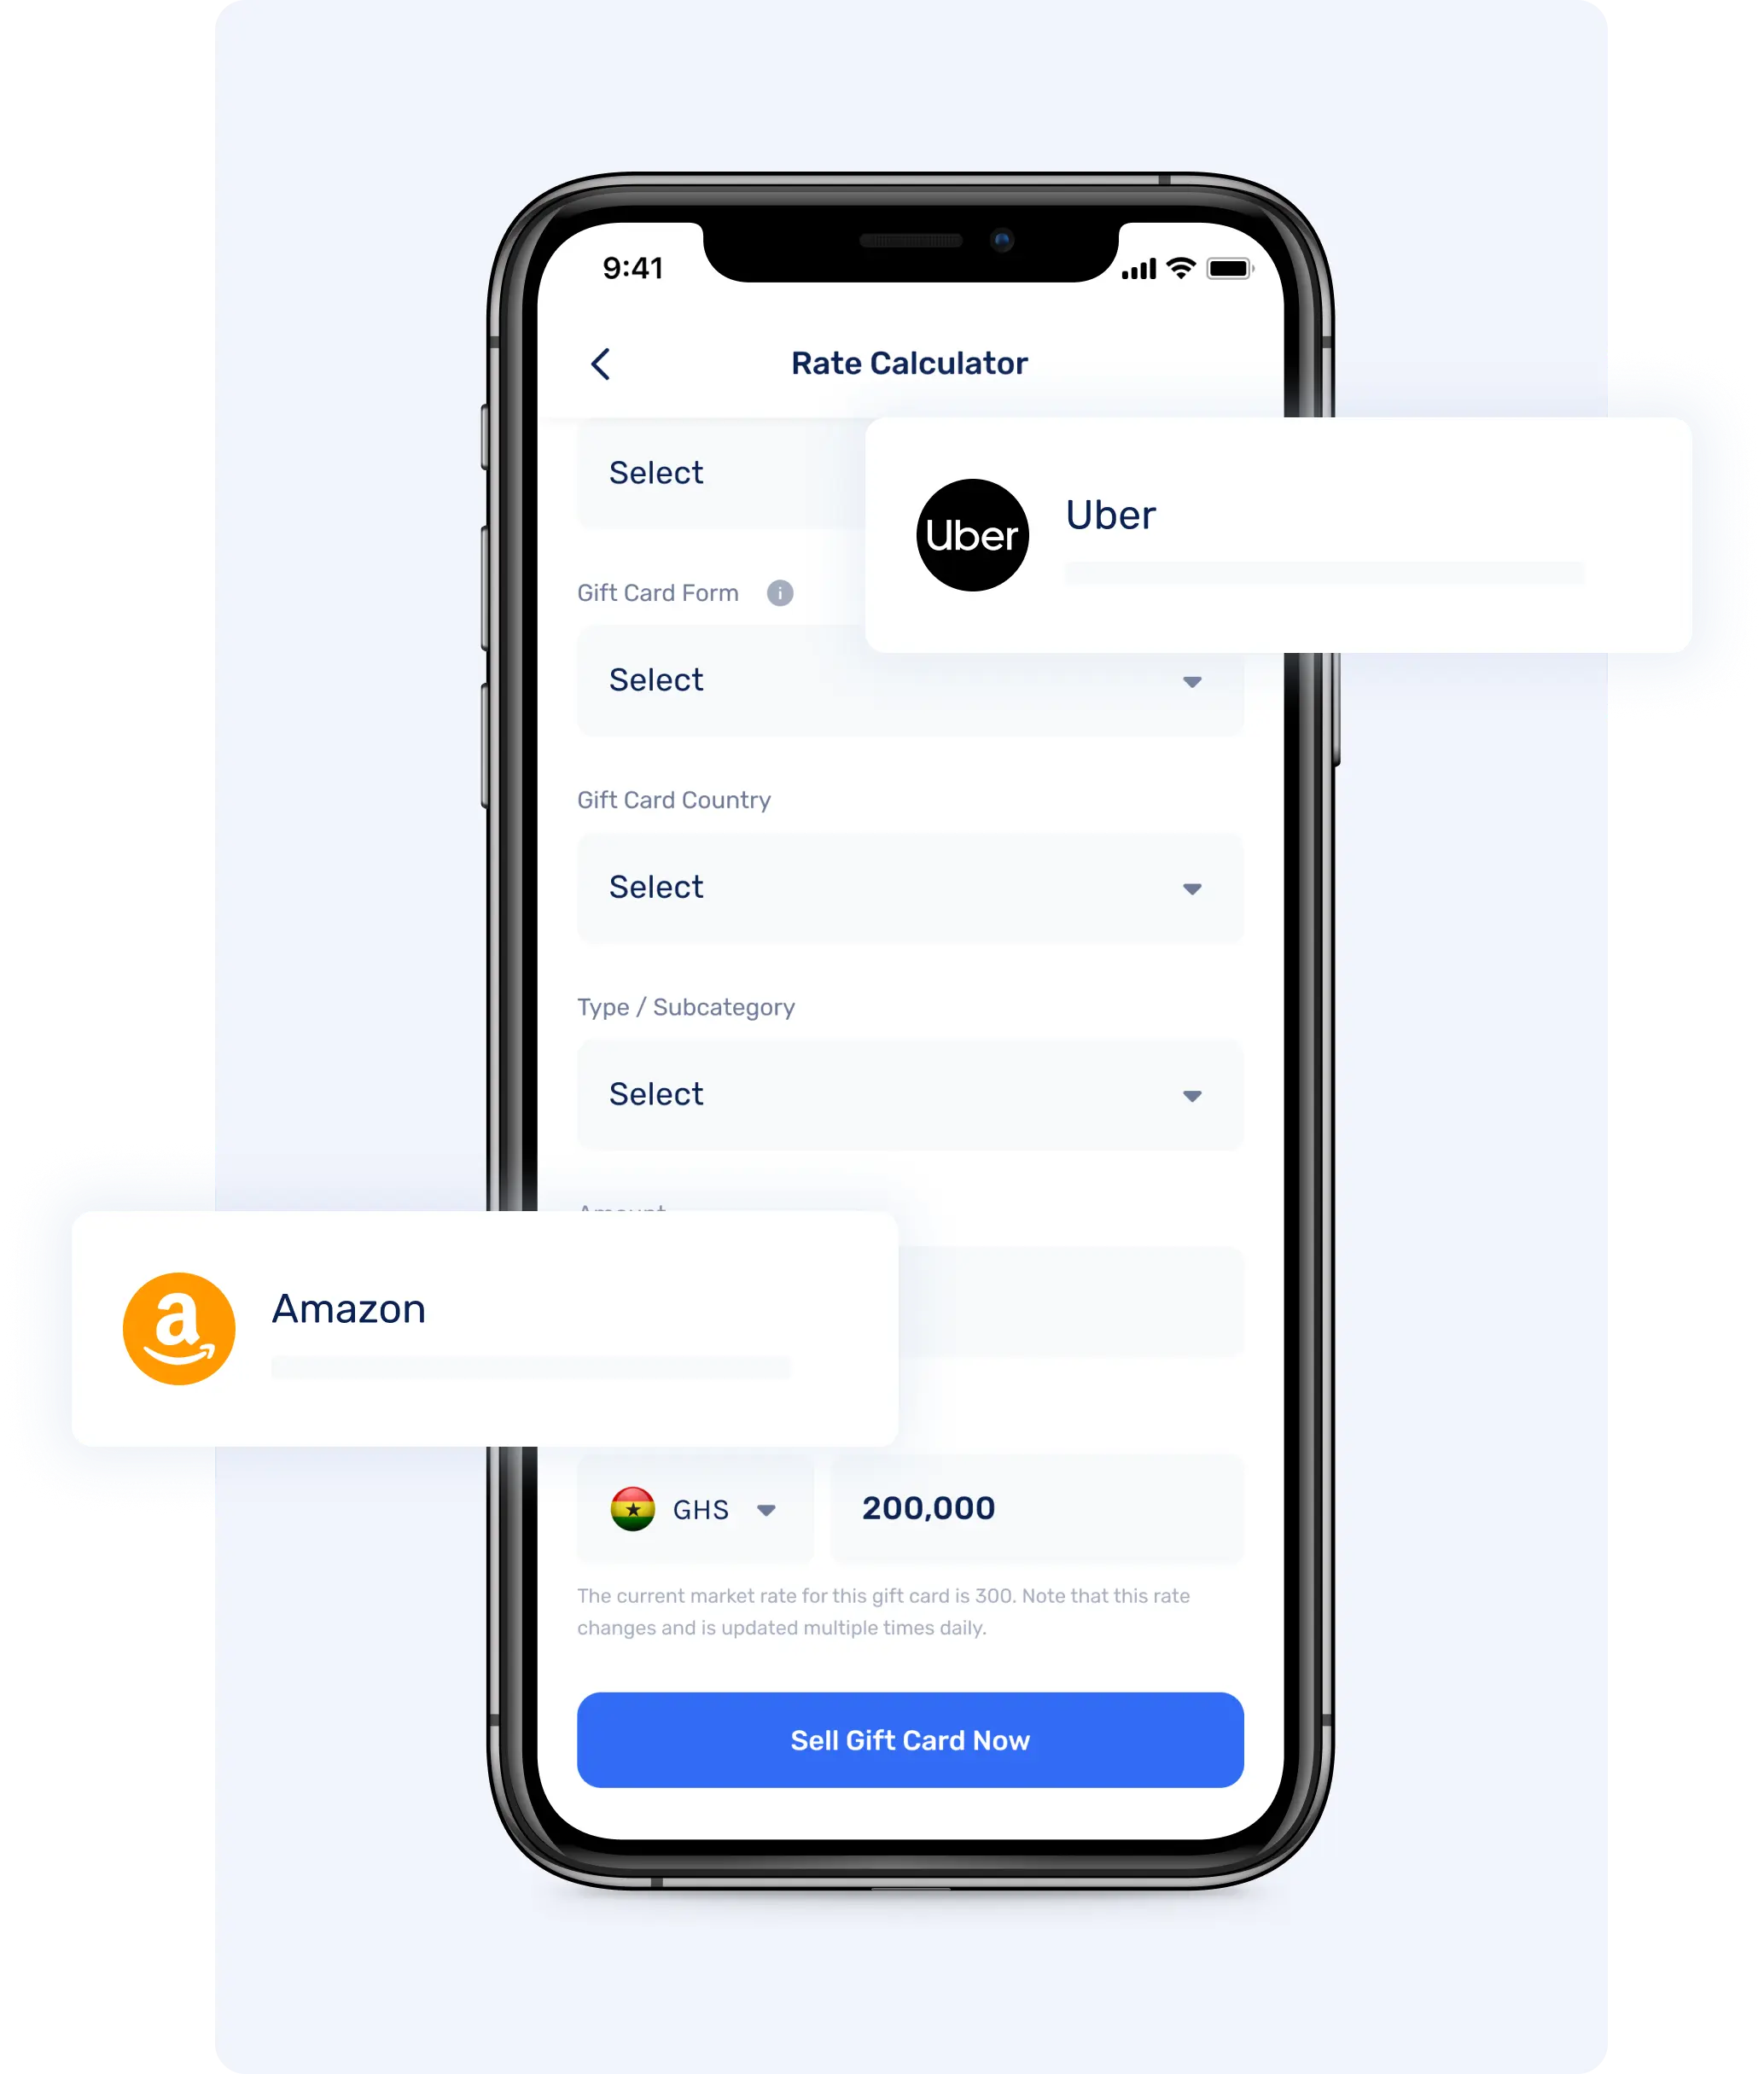 9:41
Rate Calculator
Select
Uber
Uber
Gift Card Form
Select
Gift Card Country
Select
Type / Subcategory
Select
Amount
a
Amazon
GHS
200,000
The current market rate for this gift card is 300. Note that this rate
changes and is updated multiple times daily.
Sell Gift Card Now